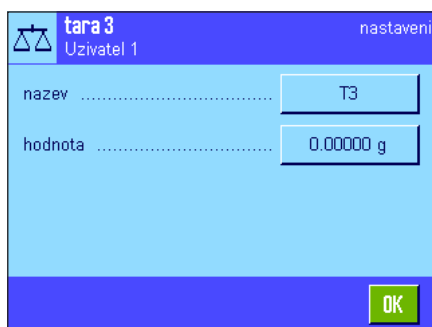 tara 3 nastaveni
Uzivatel 1
nazev ................................. T3
hodnota .............................. 0.00000 g
OK